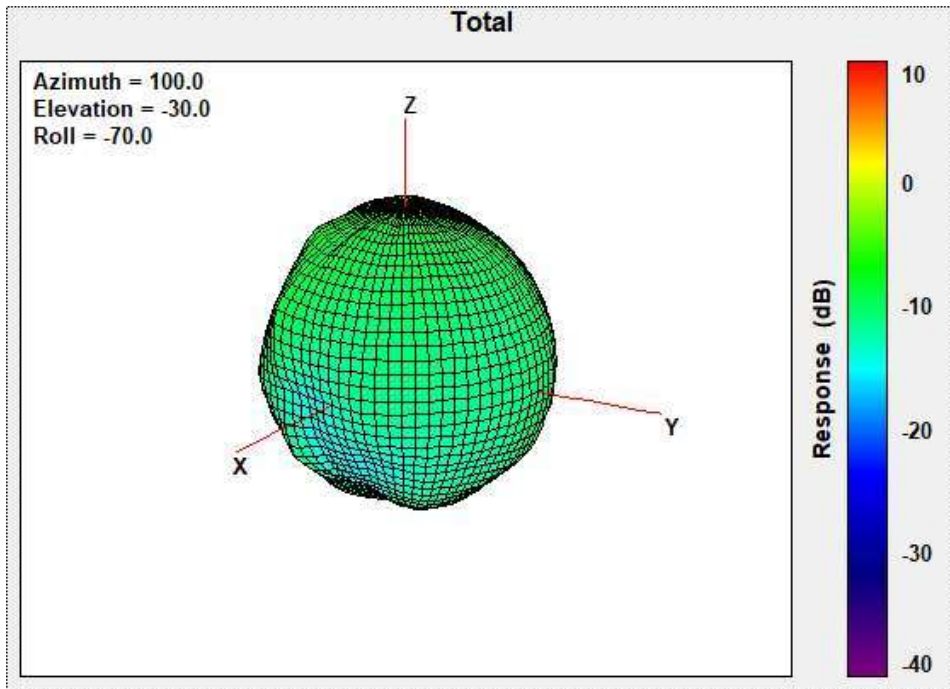 Total
Azimuth = 100.0
Elevation = -30.0
Roll = -70.0
Z
Y
X
10
0
-10
-20
-30
-40
Response (dB)